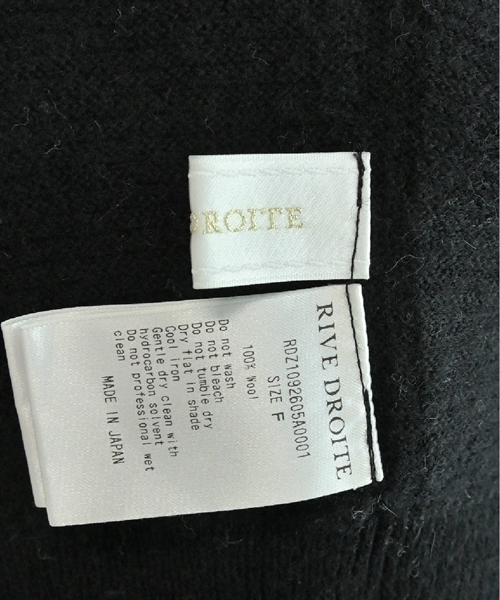 DROITE
RIVE DROITE
RDZ1092605A0001
SIZE F
100% Wool
Do not wash
Do not bleach
Do not tumble dry
Dry flat in shade
Cool iron
Gentle dry clean with
hydrocarbon solvent
Do not professional wet
clean
MADE IN JAPAN